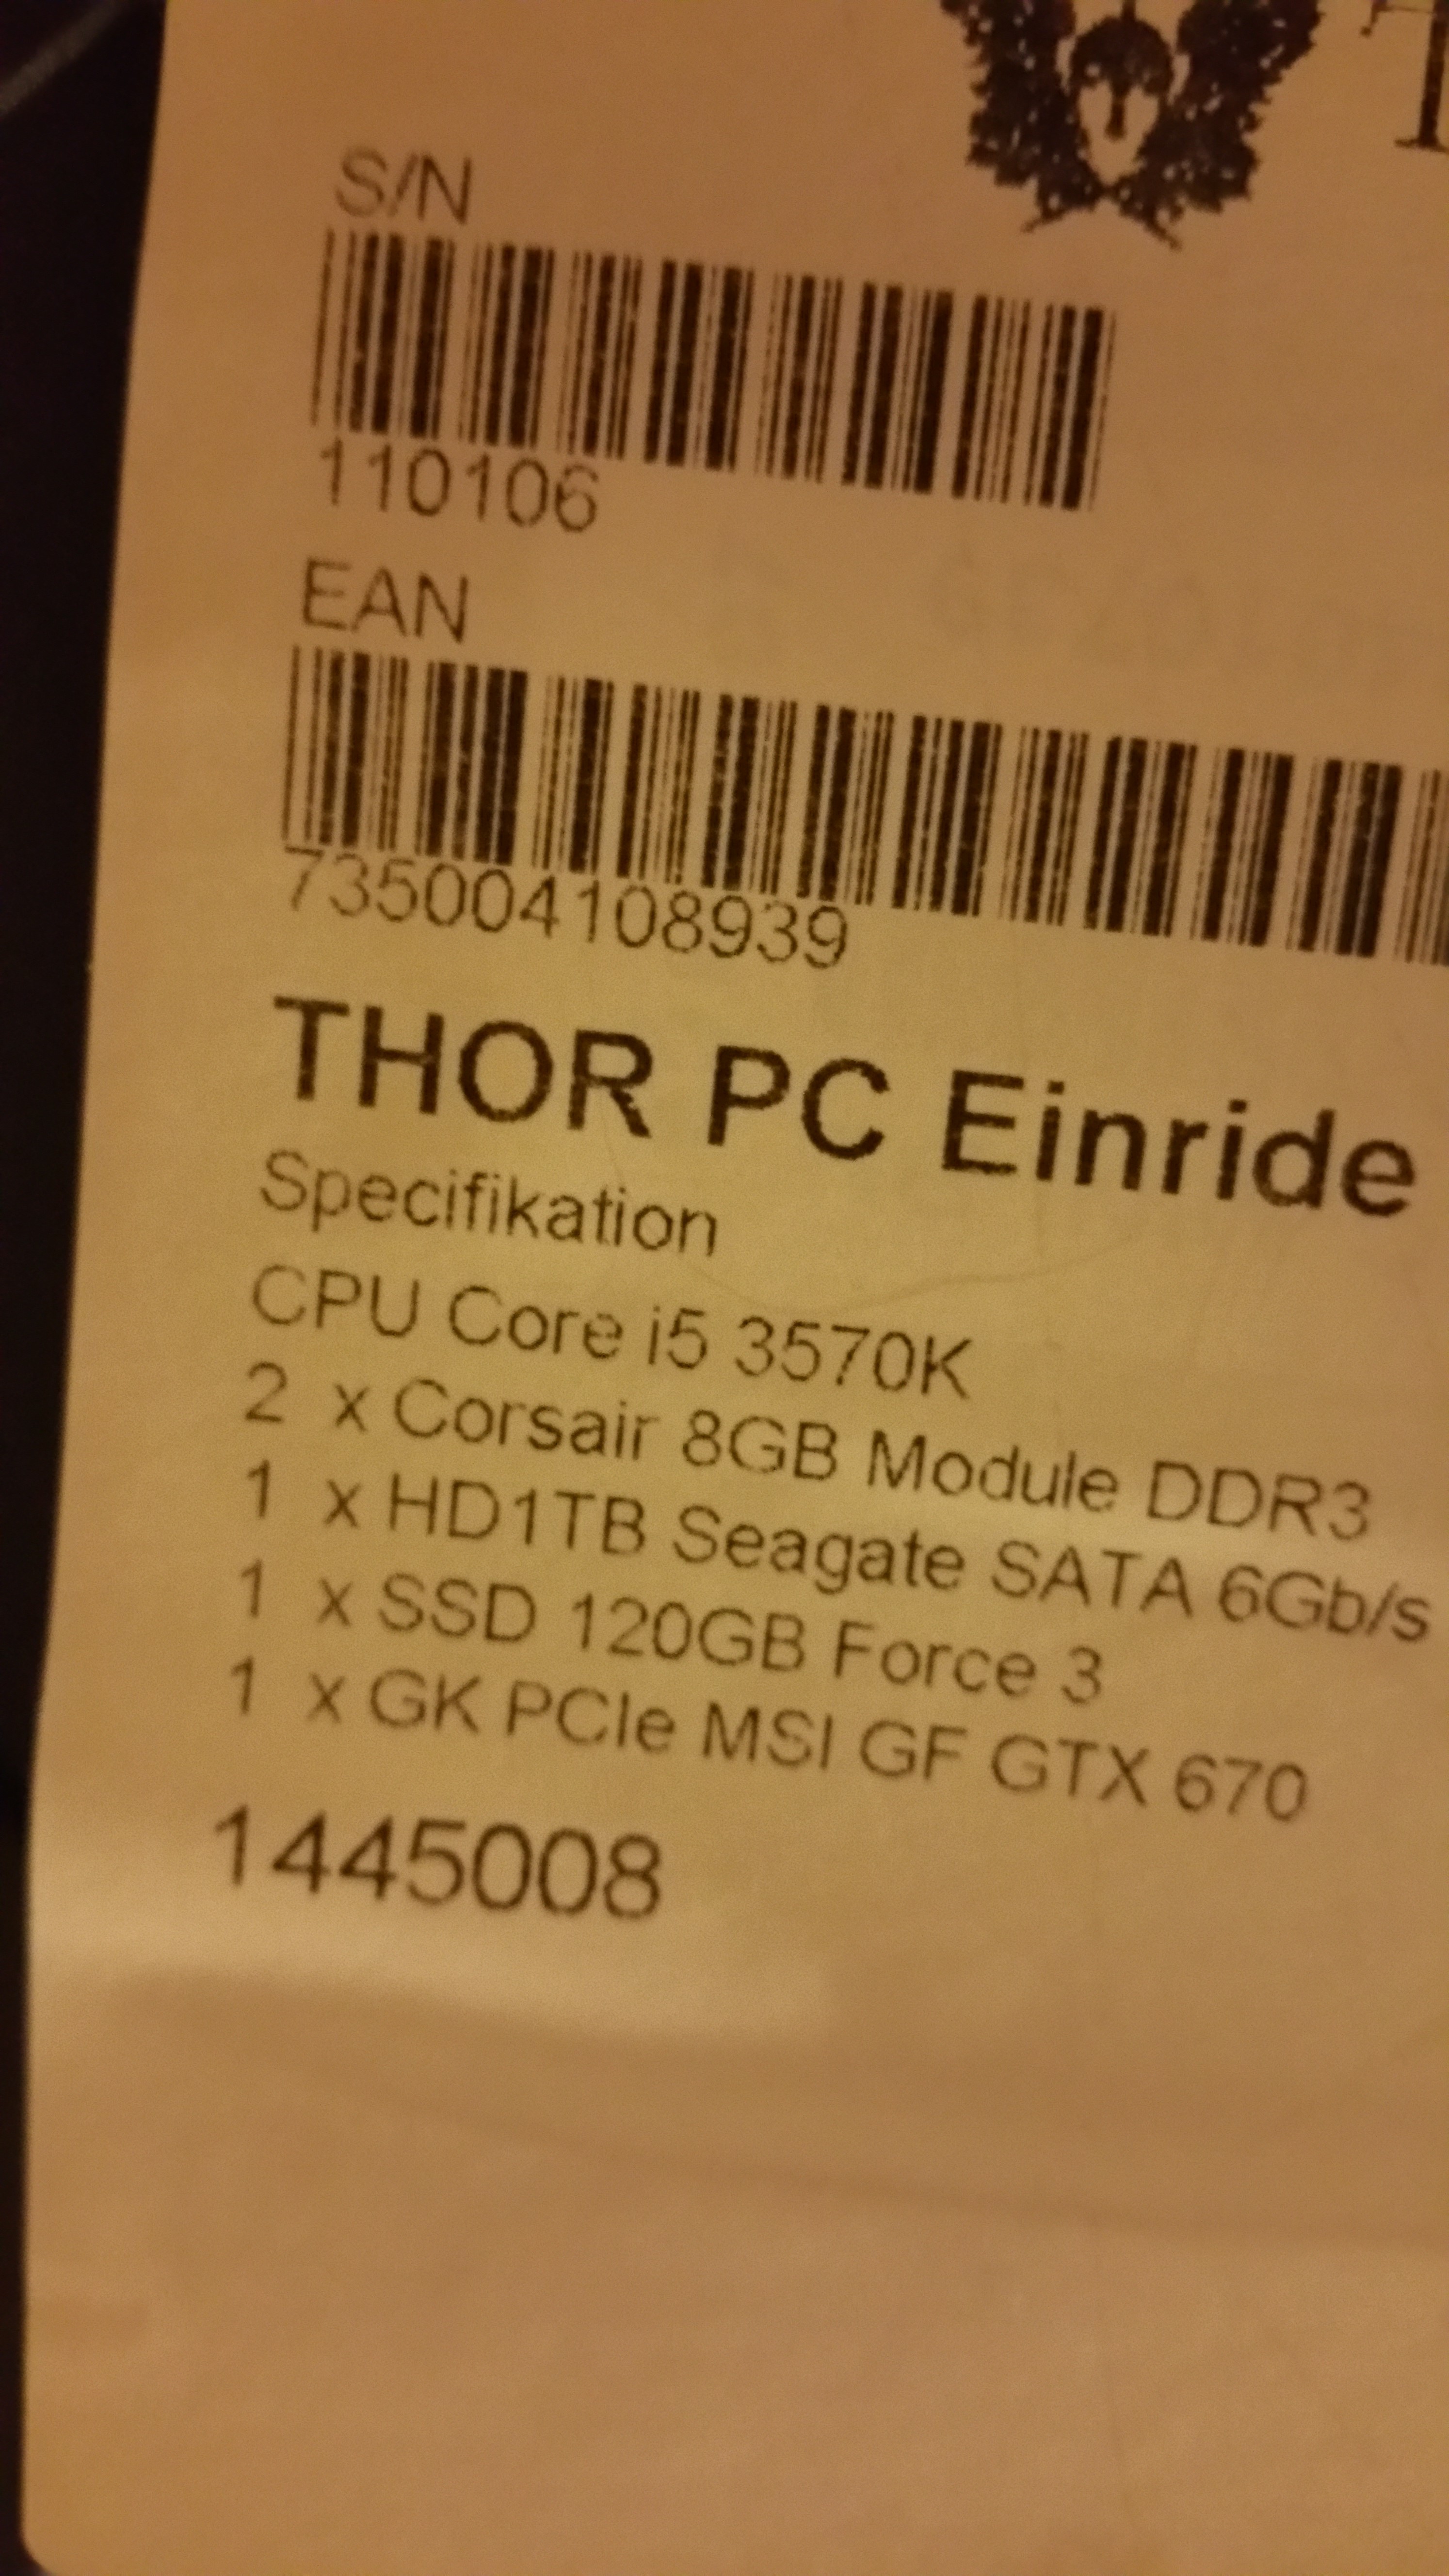 T
S/N
110106
EAN
735004108939
THOR PC Einride
Specifikation
CPU Core i5 3570K
2 x Corsair 8GB Module DDR3
1 x HD1TB Seagate SATA 6Gb/s
1 x SSD 120GB Force 3
1 x GK PCIe MSI GF GTX 670
1445008